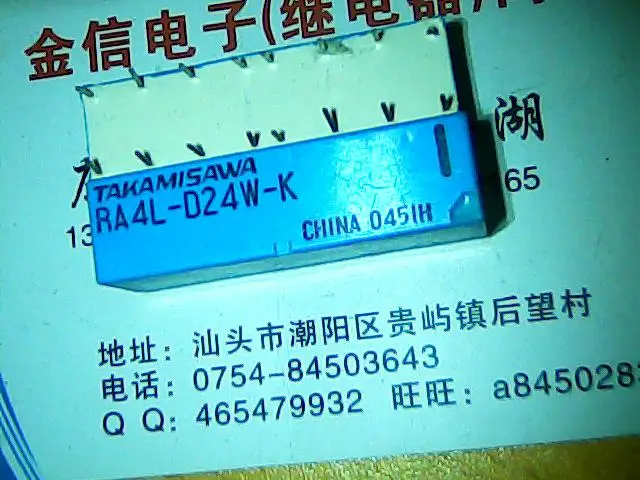 金信电子(继电器)
湖
13
65
TAKAMISAWA
RA4L-D24W-K
CHINA 0451H
地址：汕头市潮阳区贵屿镇后望村
电话：0754-84503643
Q Q：465479932 旺旺：a8450283